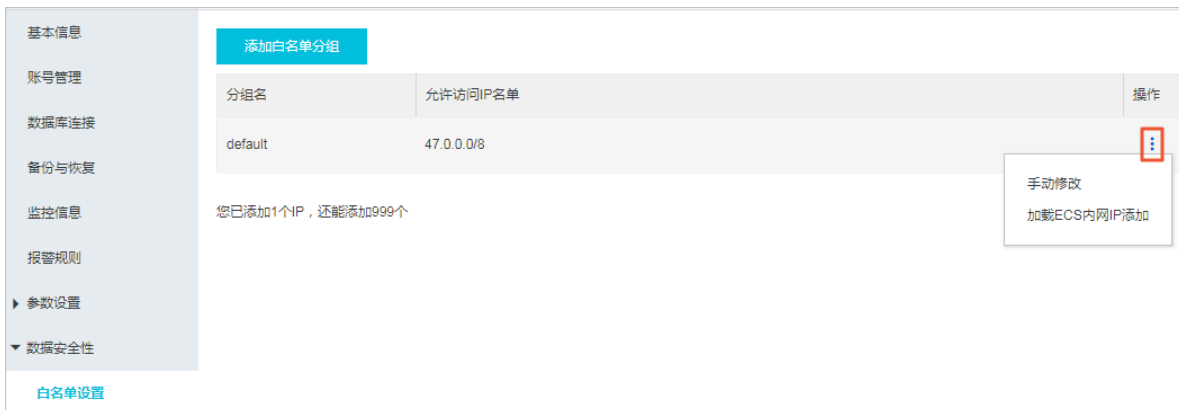 基本信息
账号管理
数据库连接
备份与恢复
监控信息
报警规则
参数设置
数据安全性
白名单设置
添加白名单分组
分组名 允许访问IP名单 操作
default 47.0.0.0/8
手动修改
加载ECS内网IP添加
您已添加1个IP，还能添加999个